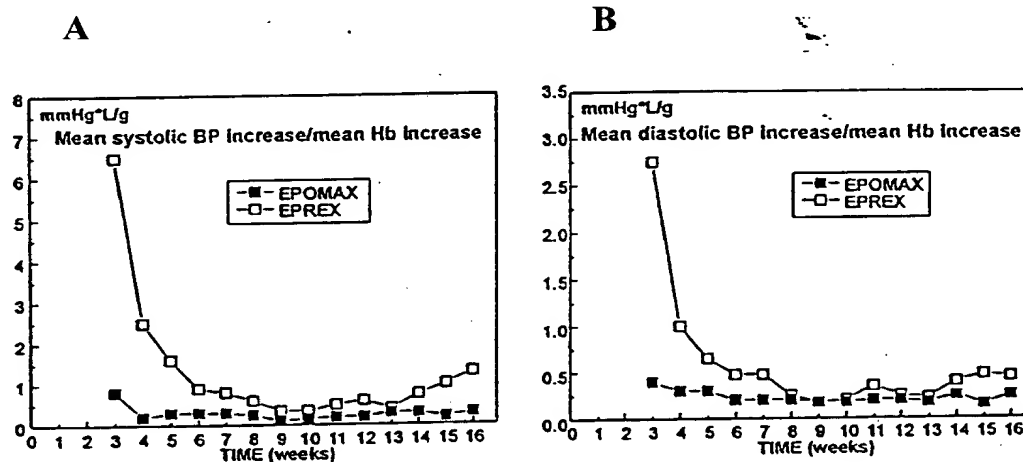 A
mmHg*L/g
Mean systolic BP increase/mean Hb increase
EPOMAX
EPREX
8
7
6
5
4
3
2
1
0
0 1 2 3 4 5 6 7 8 9 10 11 12 13 14 15 16
TIME (weeks)
B
mmHg*L/g
Mean diastolic BP increase/mean Hb increase
EPOMAX
EPREX
3.5
3.0
2.5
2.0
1.5
1.0
0.5
0.0
0 1 2 3 4 5 6 7 8 9 10 11 12 13 14 15 16
TIME (weeks)